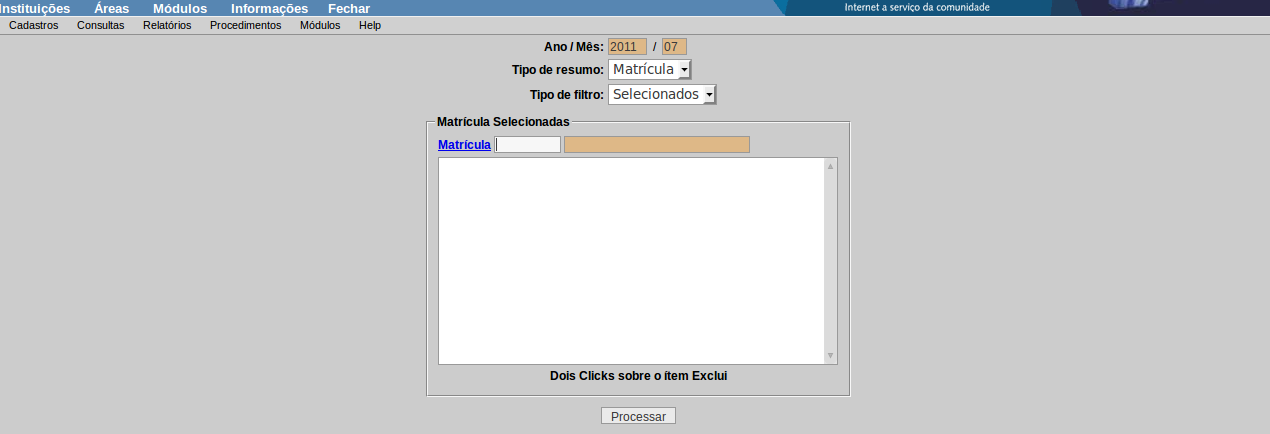 Instituições Áreas Módulos Informações Fechar Internet a serviço da comunidade
Cadastros Consultas Relatórios Procedimentos Módulos Help
Ano / Mês: 2011 / 07
Tipo de resumo: Matrícula
Tipo de filtro: Selecionados
Matrícula Selecionadas
Matrícula
Dois Clicks sobre o ítem Exclui
Processar